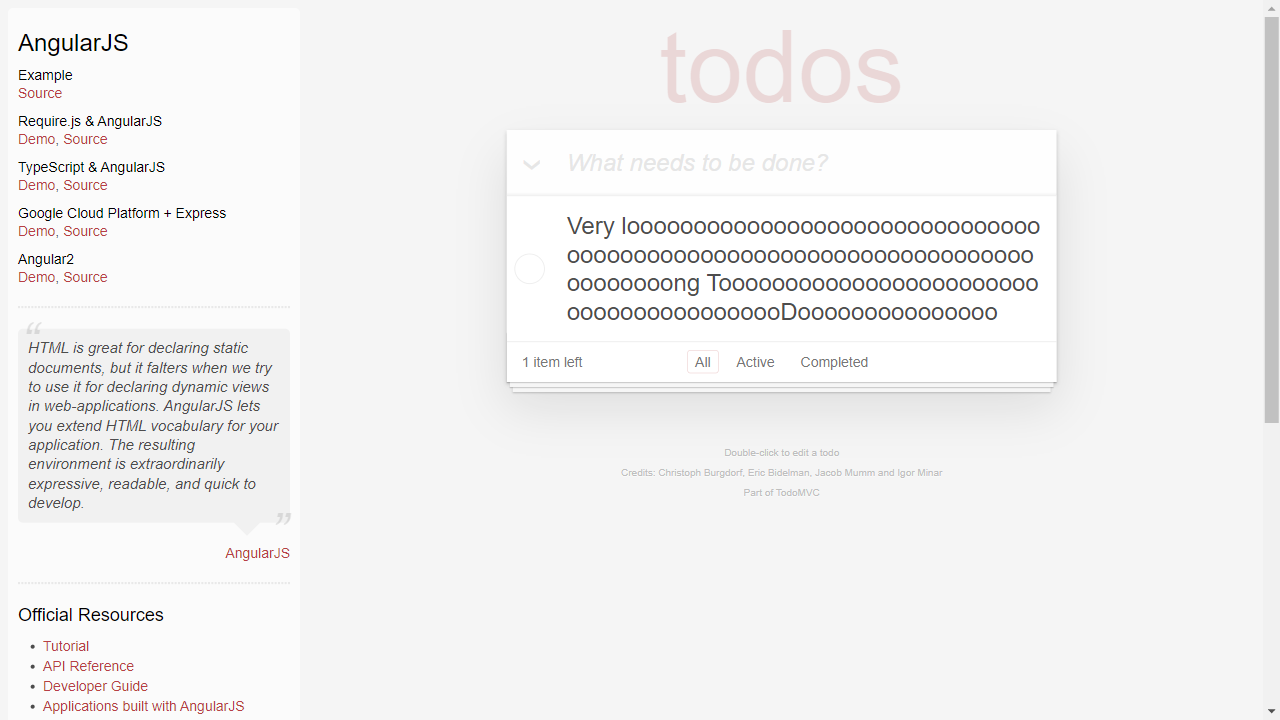 AngularJS
Example
Source
Require.js & AngularJS
Demo, Source
TypeScript & AngularJS
Demo, Source
Google Cloud Platform + Express
Demo, Source
Angular2
Demo, Source
“
HTML is great for declaring static
documents, but it falters when we try
to use it for declaring dynamic views
in web-applications. AngularJS lets
you extend HTML vocabulary for your
application. The resulting
environment is extraordinarily
expressive, readable, and quick to
develop.
”
AngularJS
Official Resources
• Tutorial
• API Reference
• Developer Guide
• Applications built with AngularJS
todos
What needs to be done?
Very looooooooooooooooooooooooooooooo
ooooooooooooooooooooooooooooooooooo
ooooooooong Toooooooooooooooooooooooo
ooooooooooooooooDooooooooooooooo
1 item left
All
Active
Completed
Double-click to edit a todo
Credits: Christoph Burgdorf, Eric Bidelman, Jacob Mumm and Igor Minar
Part of TodoMVC